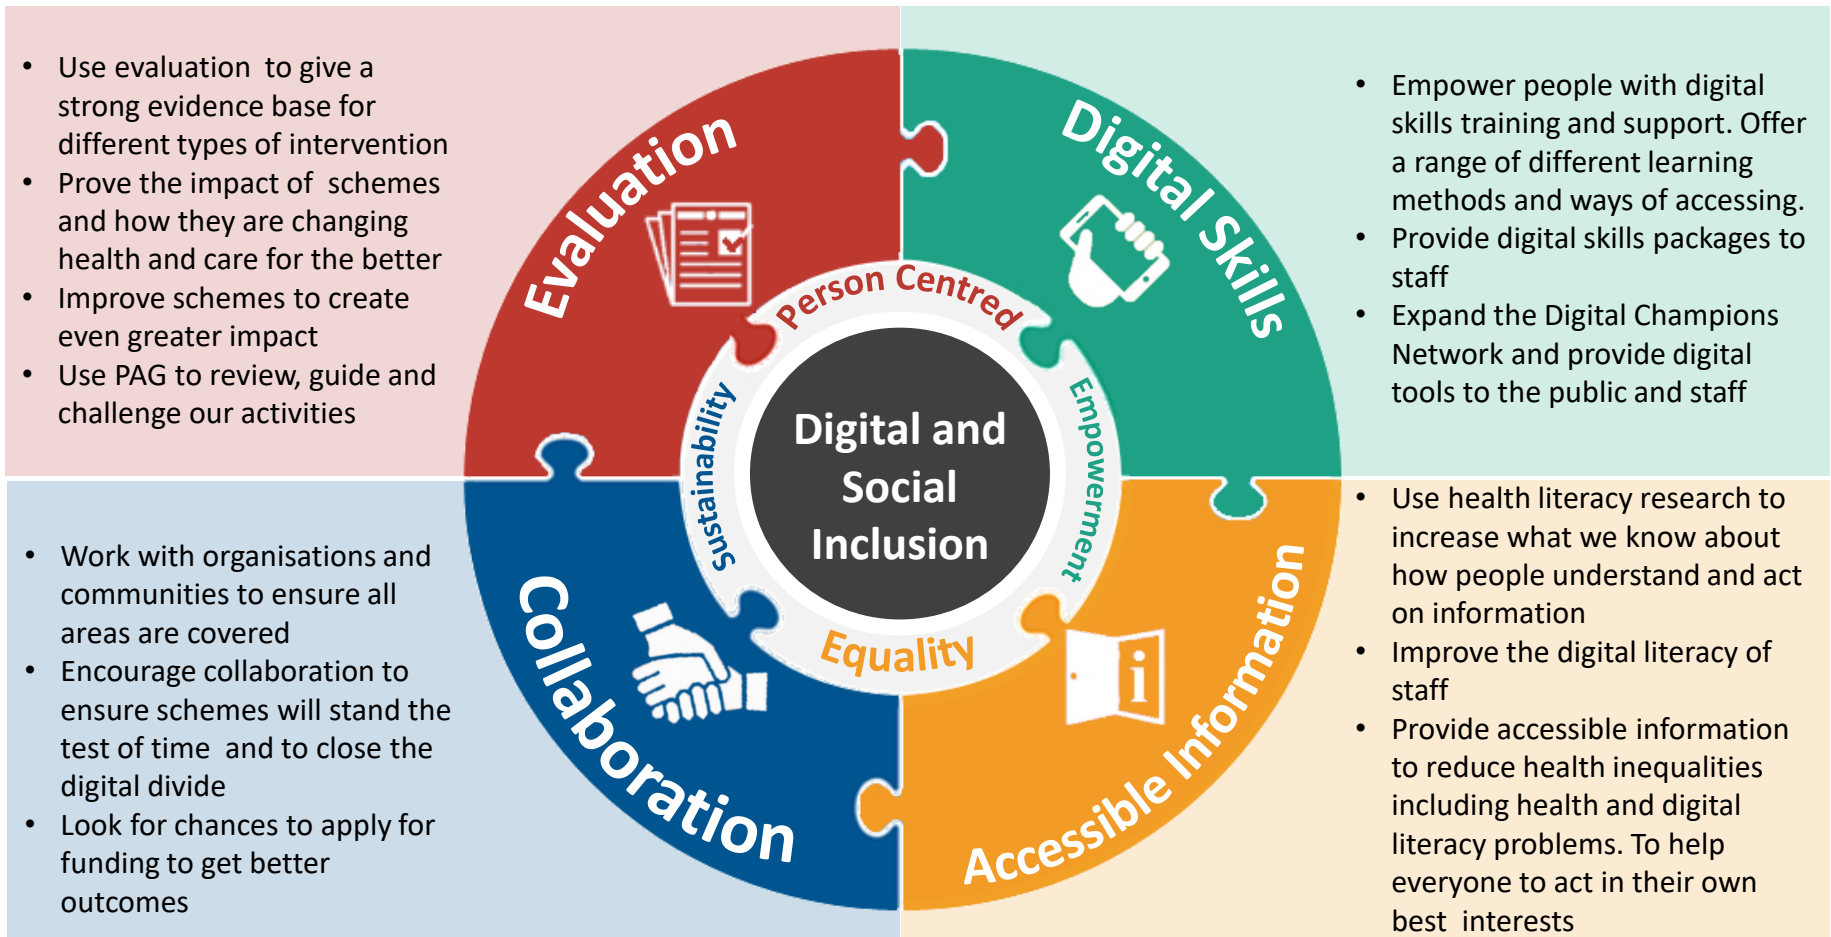 • Use evaluation to give a
strong evidence base for
different types of intervention
• Prove the impact of schemes
and how they are changing
health and care for the better
• Improve schemes to create
even greater impact
• Use PAG to review, guide and
challenge our activities
Evaluation
Digital Skills
• Empower people with digital
skills training and support. Offer
a range of different learning
methods and ways of accessing.
• Provide digital skills packages to
staff
• Expand the Digital Champions
Network and provide digital
tools to the public and staff
Person Centred
Sustainability
Digital and
Social
Inclusion
Empowerment
Equality
• Work with organisations and
communities to ensure all
areas are covered
• Encourage collaboration to
ensure schemes will stand the
test of time and to close the
digital divide
• Look for chances to apply for
funding to get better
outcomes
Collaboration
Accessible Information
i
• Use health literacy research to
increase what we know about
how people understand and act
on information
• Improve the digital literacy of
staff
• Provide accessible information
to reduce health inequalities
including health and digital
literacy problems. To help
everyone to act in their own
best interests